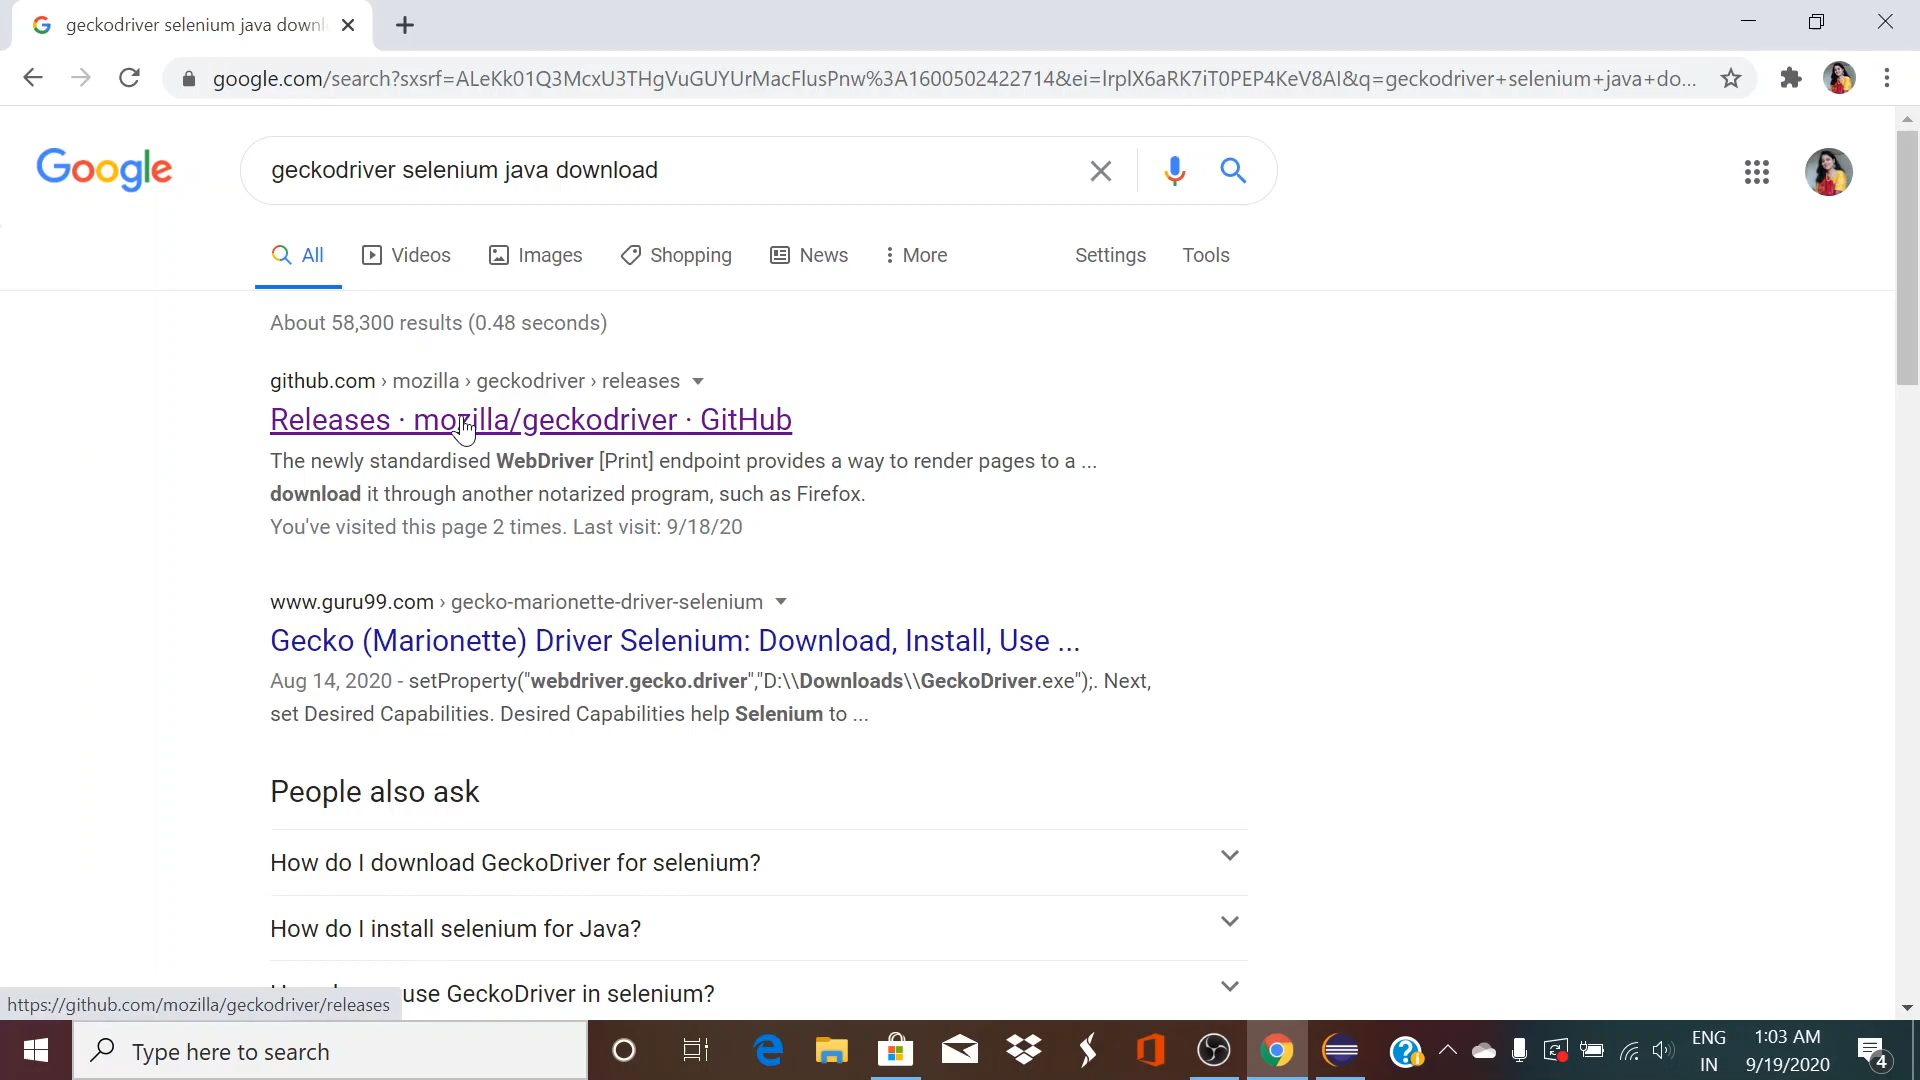 geckodriver selenium java downl
google.com/search?sxsrf=ALeKk01Q3McxU3THgVuGUYUrMacFlusPnw%3A1600502422714&ei=lrplX6aRK7iT0PEP4KeV8AI&q=geckodriver+selenium+java+do...
Google
geckodriver selenium java download
All Videos Images Shopping News More Settings Tools
About 58,300 results (0.48 seconds)
github.com › mozilla › geckodriver › releases
Releases · mozilla/geckodriver · GitHub
The newly standardised WebDriver [Print] endpoint provides a way to render pages to a ...
download it through another notarized program, such as Firefox.
You've visited this page 2 times. Last visit: 9/18/20
www.guru99.com › gecko-marionette-driver-selenium
Gecko (Marionette) Driver Selenium: Download, Install, Use ...
Aug 14, 2020 - setProperty("webdriver.gecko.driver","D:\\Downloads\\GeckoDriver.exe");. Next,
set Desired Capabilities. Desired Capabilities help Selenium to ...
People also ask
How do I download GeckoDriver for selenium?
How do I install selenium for Java?
use GeckoDriver in selenium?
https://github.com/mozilla/geckodriver/releases
Type here to search
ENG
IN
1:03 AM
9/19/2020
4